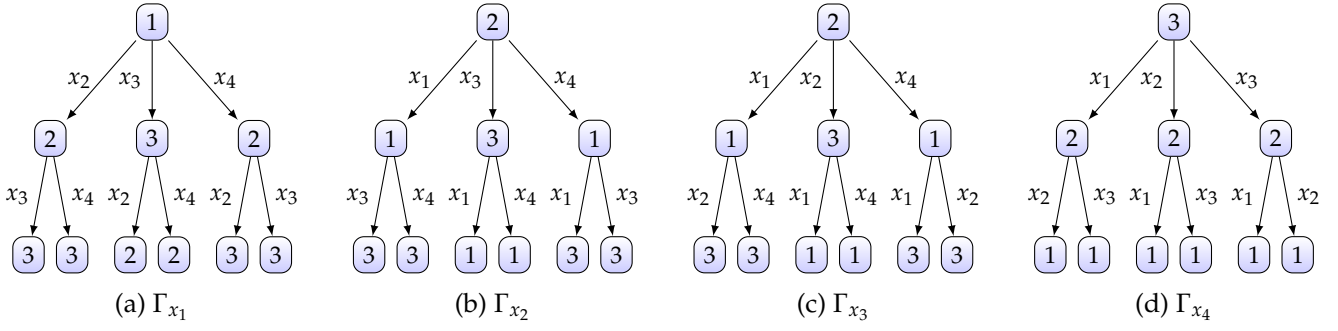 1 2 2 3
x₂ x₃ x₄ x₁ x₃ x₄ x₁ x₂ x₄ x₁ x₂ x₃
2 3 2 1 3 1 1 3 1 2 2 2
x₃ x₄ x₂ x₄ x₂ x₃ x₃ x₄ x₁ x₄ x₁ x₃ x₂ x₄ x₁ x₄ x₁ x₂ x₂ x₃ x₁ x₃ x₁ x₂
3 3 2 2 3 3 3 3 1 1 3 3 3 3 1 1 3 3 1 1 1 1 1 1
(a) Γx₁ (b) Γx₂ (c) Γx₃ (d) Γx₄